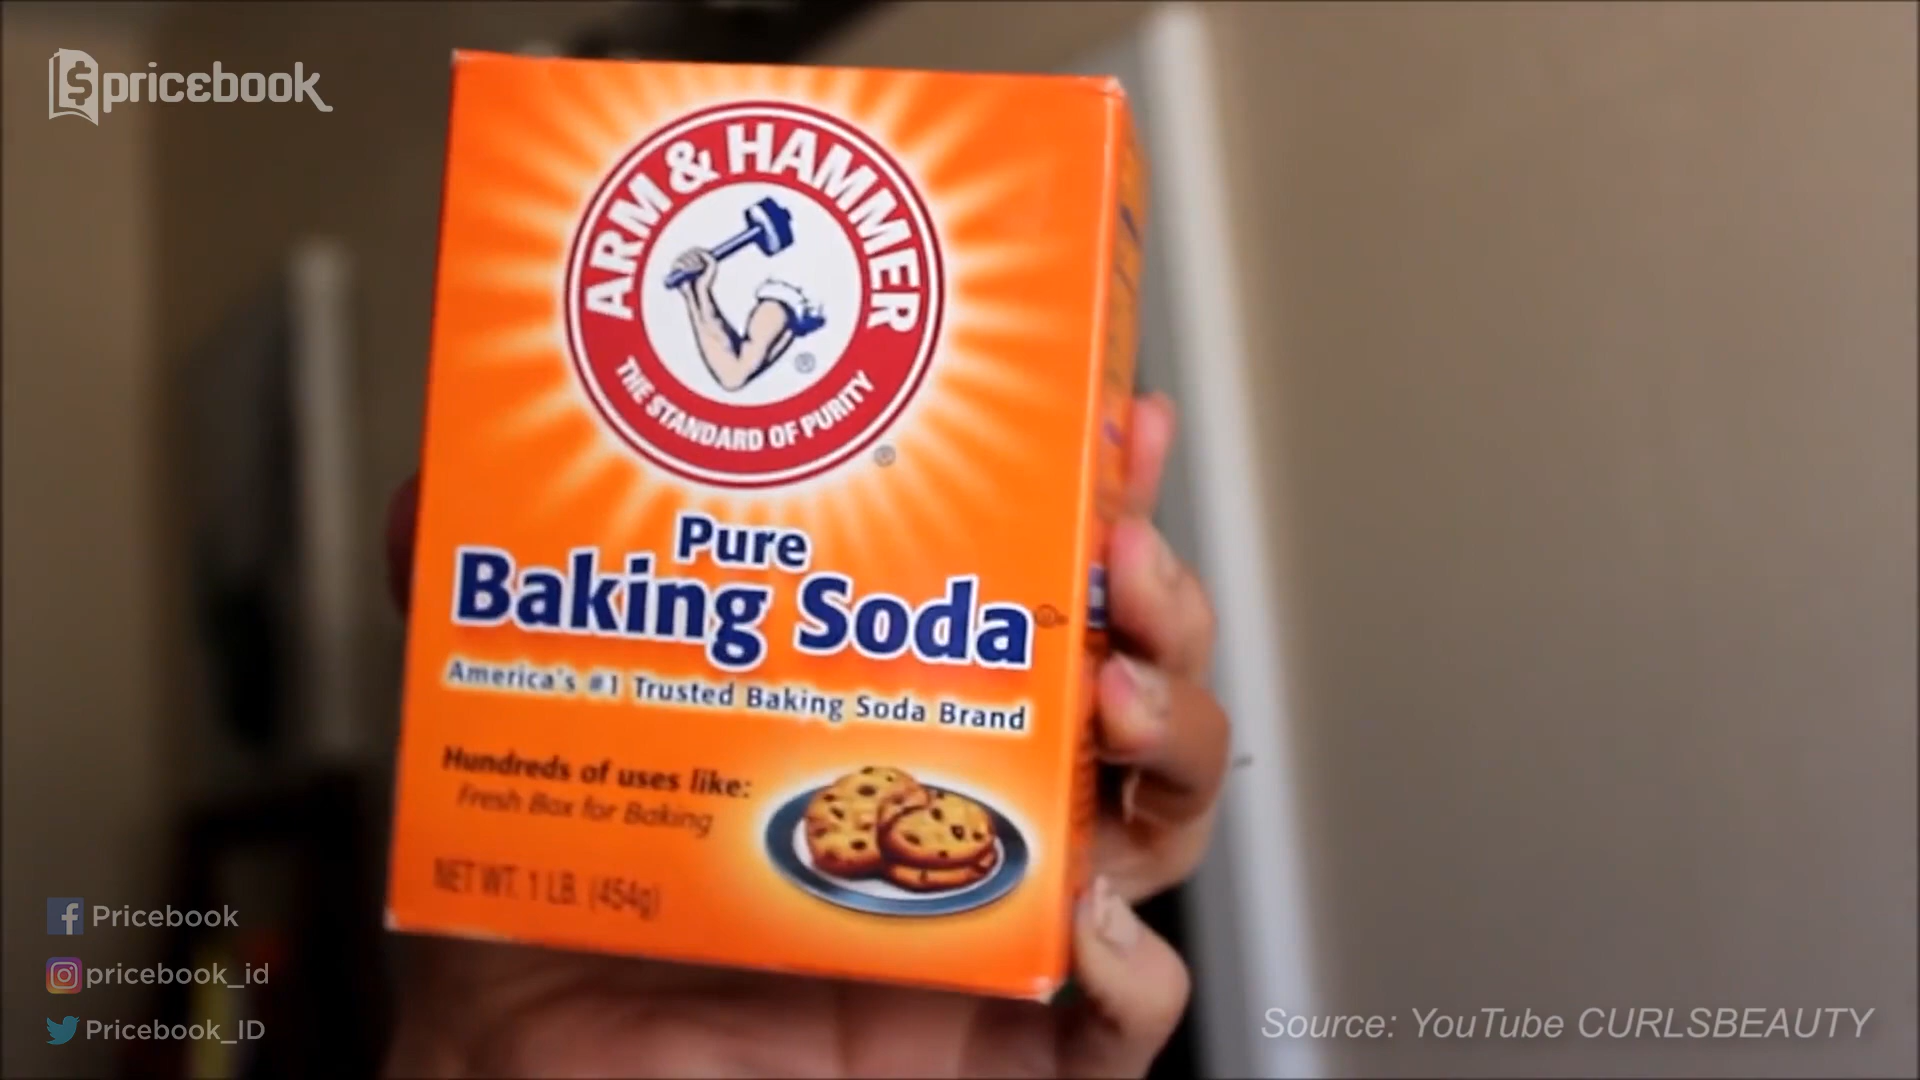 pricebook
ARM & HAMMER
THE STANDARD OF PURITY
Pure
Baking Soda
America's #1 Trusted Baking Soda Brand
Hundreds of uses like:
Fresh Box for Baking
NET WT. 1 LB. (454g)
Pricebook
pricebook_id
Pricebook_ID
Source: YouTube CURLSBEAUTY